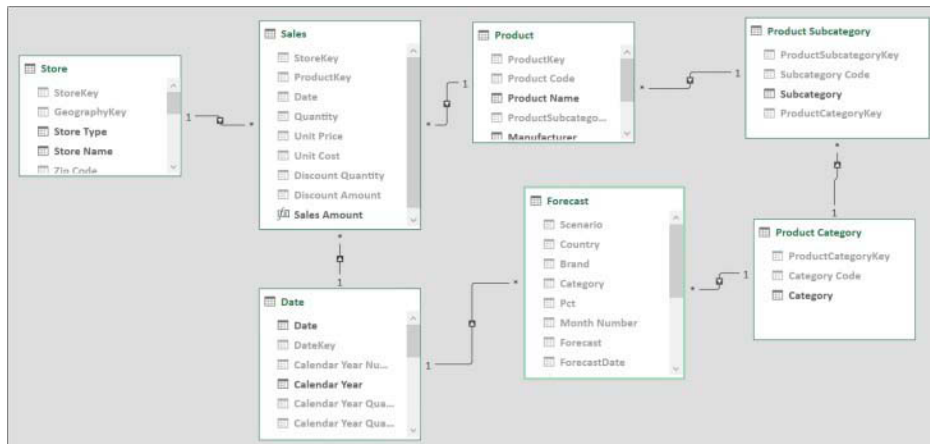 Store
StoreKey
GeographyKey
Store Type
Store Name
Zip Code
Sales
StoreKey
ProductKey
Date
Quantity
Unit Price
Unit Cost
Discount Quantity
Discount Amount
Sales Amount
Product
ProductKey
Product Code
Product Name
ProductSubcatego...
Manufacturer
Product Subcategory
ProductSubcategoryKey
Subcategory Code
Subcategory
ProductCategoryKey
Date
Date
DateKey
Calendar Year Nu...
Calendar Year
Calendar Year Qua...
Calendar Year Qua...
Forecast
Scenario
Country
Brand
Category
Pct
Month Number
Forecast
ForecastDate
Product Category
ProductCategoryKey
Category Code
Category
1
*
*
1
*
1
*
1
*
1
1
*
*
1